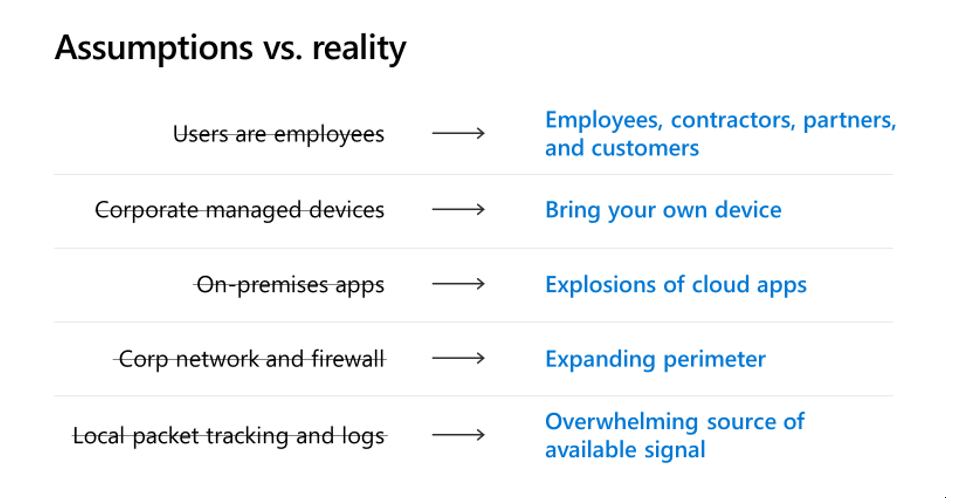 Assumptions vs. reality
Users are employees
Employees, contractors, partners,
and customers
Corporate managed devices
Bring your own device
On-premises apps
Explosions of cloud apps
Corp network and firewall
Expanding perimeter
Local packet tracking and logs
Overwhelming source of
available signal